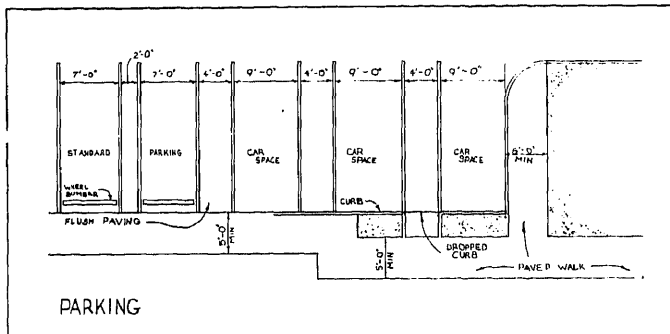 2'-0"
7'-0" 7'-0" 4'-0" 9'-0" 4'-0" 9'-0" 4'-0" 9'-0"
STANDARD PARKING CAR SPACE CAR SPACE CAR SPACE
6'-0" MIN
WHEEL BUMBER
CURB
FLUSH PAVING
5'-0" MIN
5'-0" MIN
DROPPED CURB
PAVED WALK
PARKING